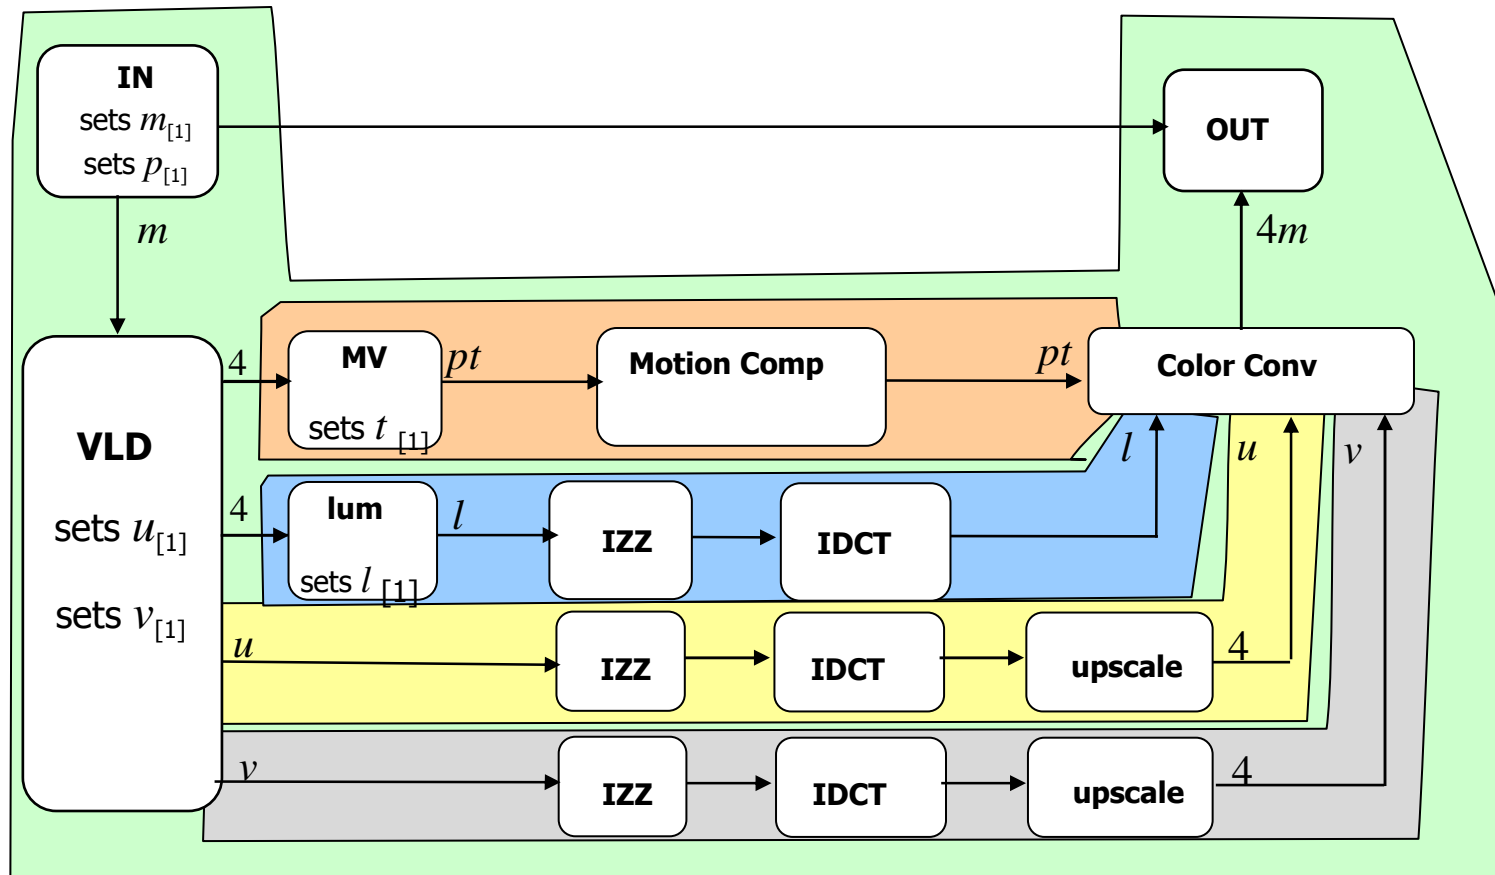 IN
sets m[1]
sets p[1]
OUT
m
4m
4
MV
sets t [1]
pt
Motion Comp
pt
Color Conv
VLD
sets u[1]
sets v[1]
4
lum
sets l [1]
l
IZZ
IDCT
l
u
v
u
IZZ
IDCT
upscale
4
v
IZZ
IDCT
upscale
4